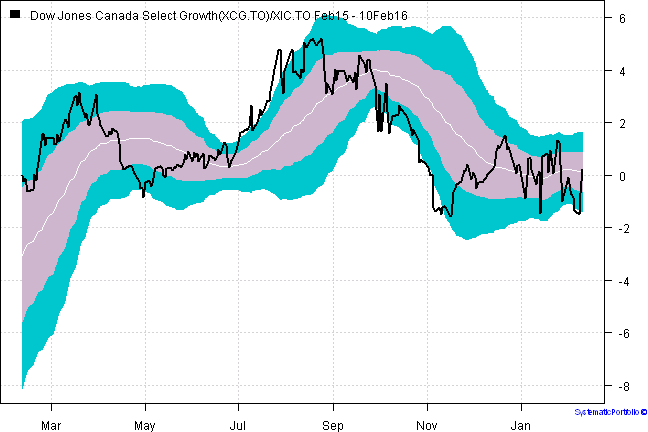 Dow Jones Canada Select Growth(XCG.TO)/XIC.TO Feb15 - 10Feb16
6
4
2
0
-2
-4
-6
-8
Mar May Jul Sep Nov Jan
SystematicPortfolio ©